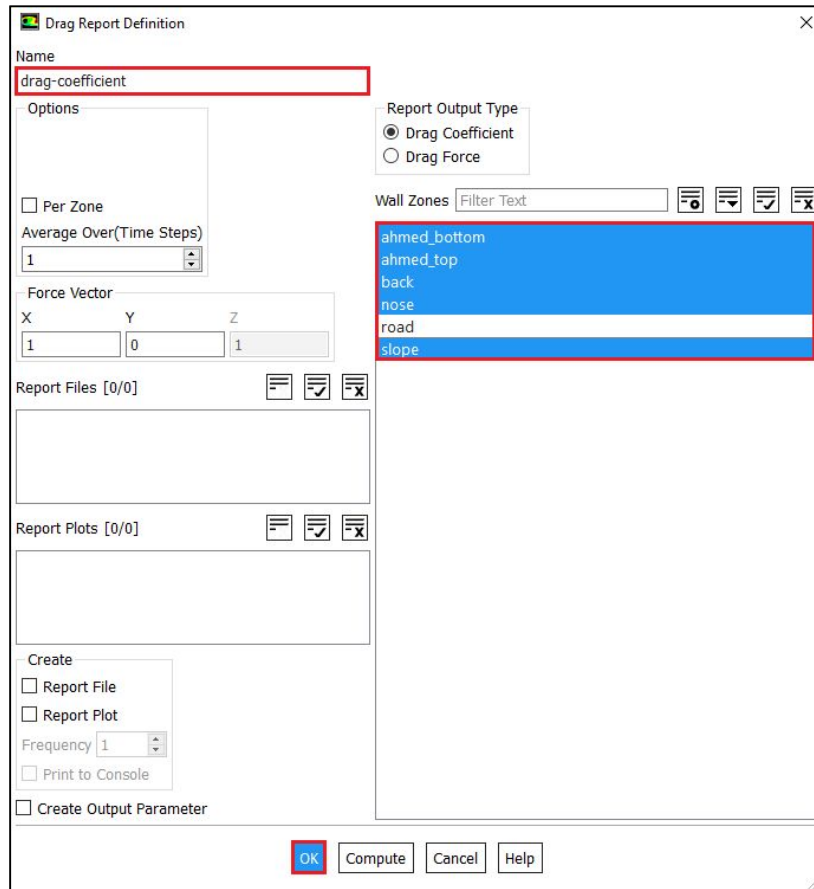 Drag Report Definition
Name
drag-coefficient
Options
Per Zone
Average Over(Time Steps)
1
Force Vector
X Y Z
1 0 1
Report Files [0/0]
Report Plots [0/0]
Create
Report File
Report Plot
Frequency 1
Print to Console
Create Output Parameter
Report Output Type
Drag Coefficient
Drag Force
Wall Zones Filter Text
ahmed_bottom
ahmed_top
back
nose
road
slope
OK Compute Cancel Help